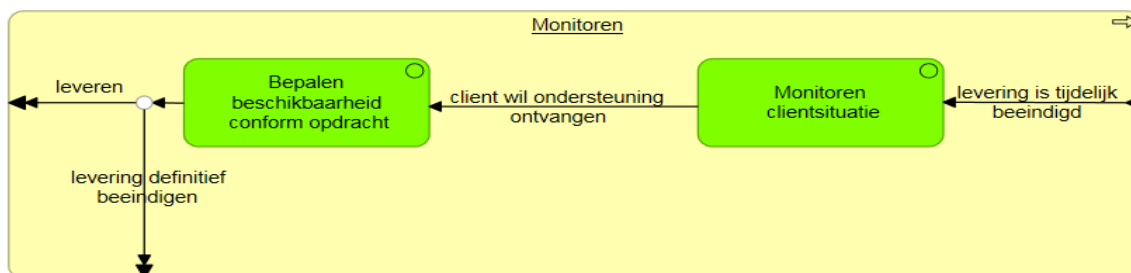 Monitoren
leveren
Bepalen
beschikbaarheid
conform opdracht
client wil ondersteuning
ontvangen
Monitoren
clientsituatie
levering is tijdelijk
beeindigd
levering definitief
beeindigen